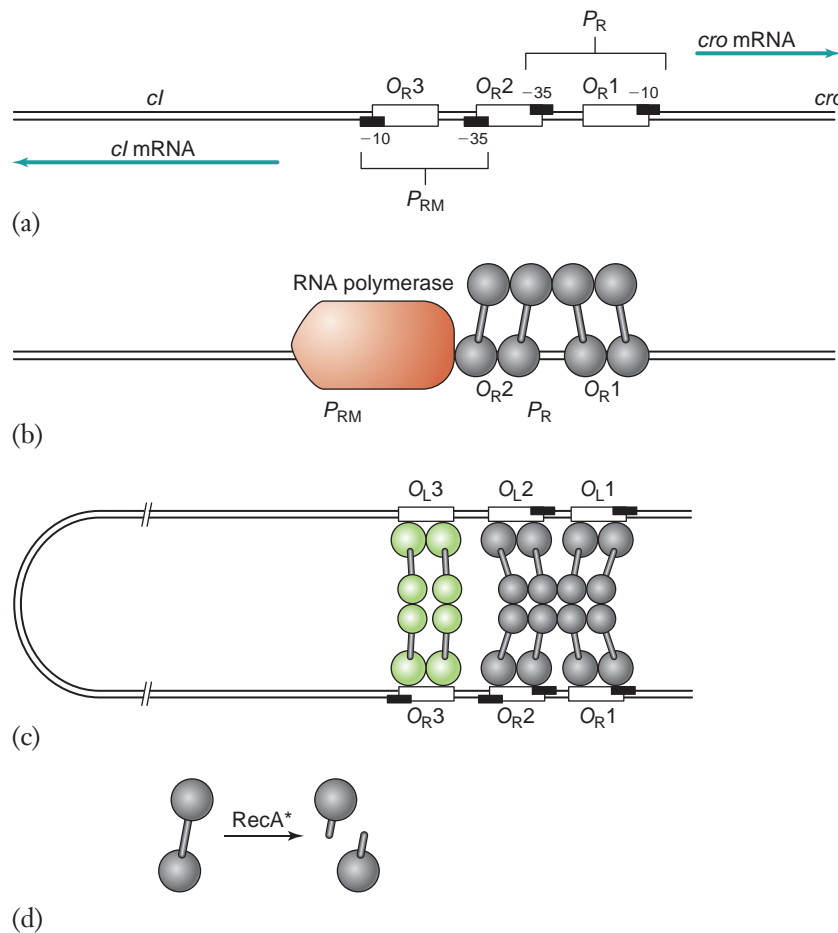 P_R
cro mRNA
cI
O_R3
O_R2
−35
O_R1
−10
cro
−10
−35
cI mRNA
P_RM
(a)
RNA polymerase
O_R2
O_R1
P_RM
P_R
(b)
O_L3
O_L2
O_L1
O_R3
O_R2
O_R1
(c)
RecA*
(d)